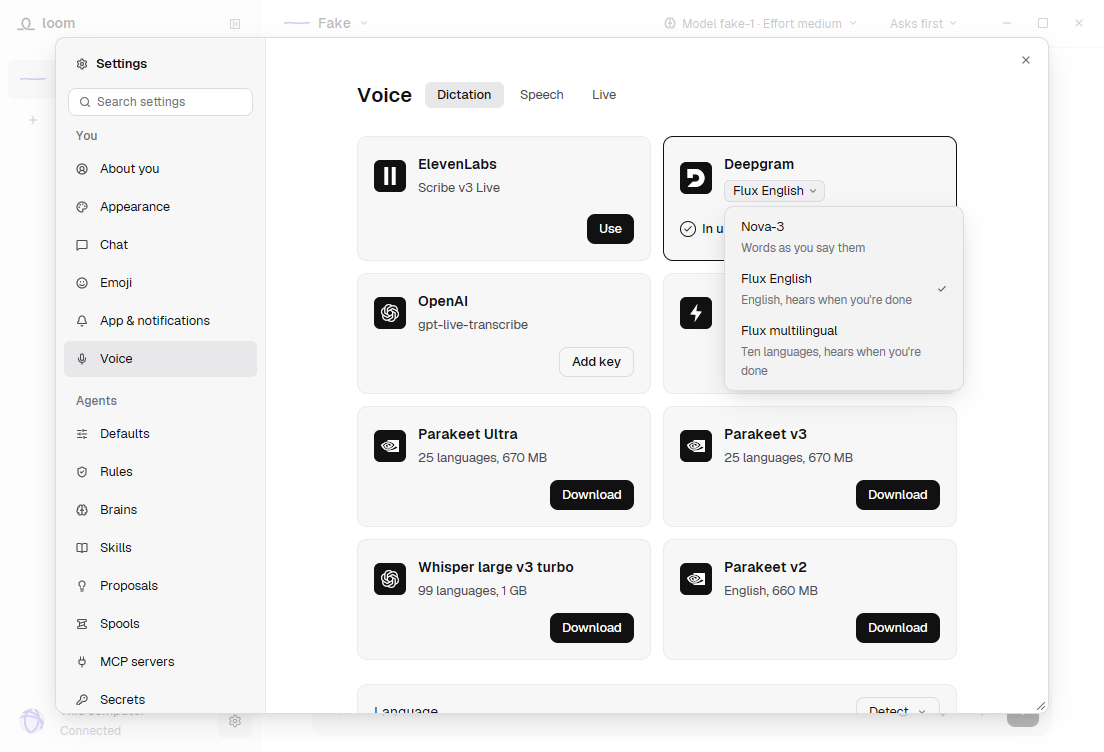 loom
Fake
Model fake-1 · Effort medium
Asks first
Settings
Search settings
You
About you
Appearance
Chat
Emoji
App & notifications
Voice
Agents
Defaults
Rules
Brains
Skills
Proposals
Spools
MCP servers
Secrets
Connected
Voice
Dictation
Speech
Live
ElevenLabs
Scribe v3 Live
Use
Deepgram
Flux English
In u
Nova-3
Words as you say them
Flux English
English, hears when you're done
Flux multilingual
Ten languages, hears when you're
done
OpenAI
gpt-live-transcribe
Add key
Parakeet Ultra
25 languages, 670 MB
Download
Parakeet v3
25 languages, 670 MB
Download
Whisper large v3 turbo
99 languages, 1 GB
Download
Parakeet v2
English, 660 MB
Download
Language
Detect